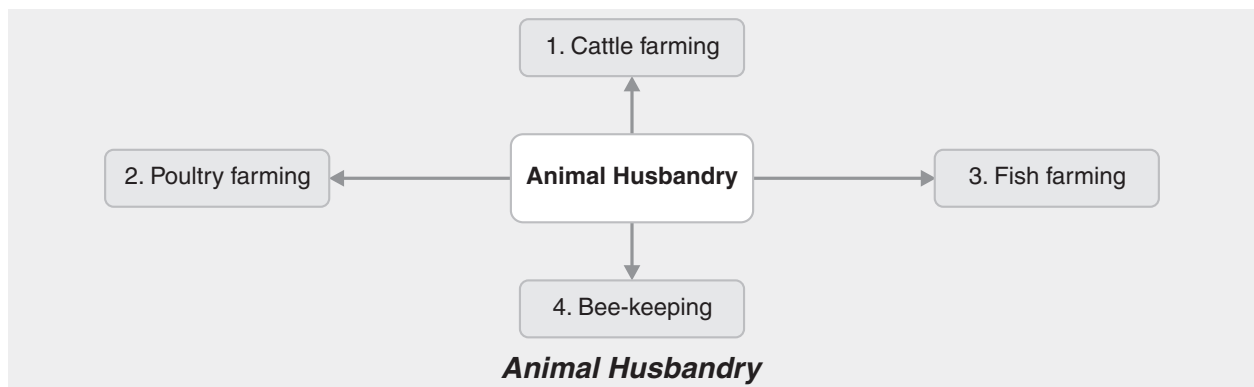 1. Cattle farming
2. Poultry farming
Animal Husbandry
3. Fish farming
4. Bee-keeping
Animal Husbandry